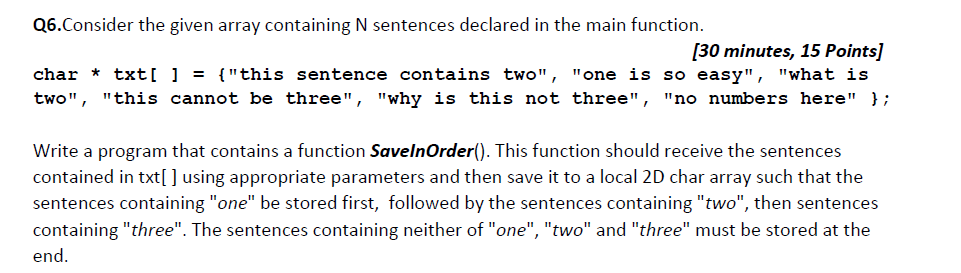 Q6.Consider the given array containing N sentences declared in the main function.
[30 minutes, 15 Points]
char * txt[ ] = {"this sentence contains two", "one is so easy", "what is
two", "this cannot be three", "why is this not three", "no numbers here" };
Write a program that contains a function SaveInOrder(). This function should receive the sentences
contained in txt[ ] using appropriate parameters and then save it to a local 2D char array such that the
sentences containing "one" be stored first, followed by the sentences containing "two", then sentences
containing "three". The sentences containing neither of "one", "two" and "three" must be stored at the
end.